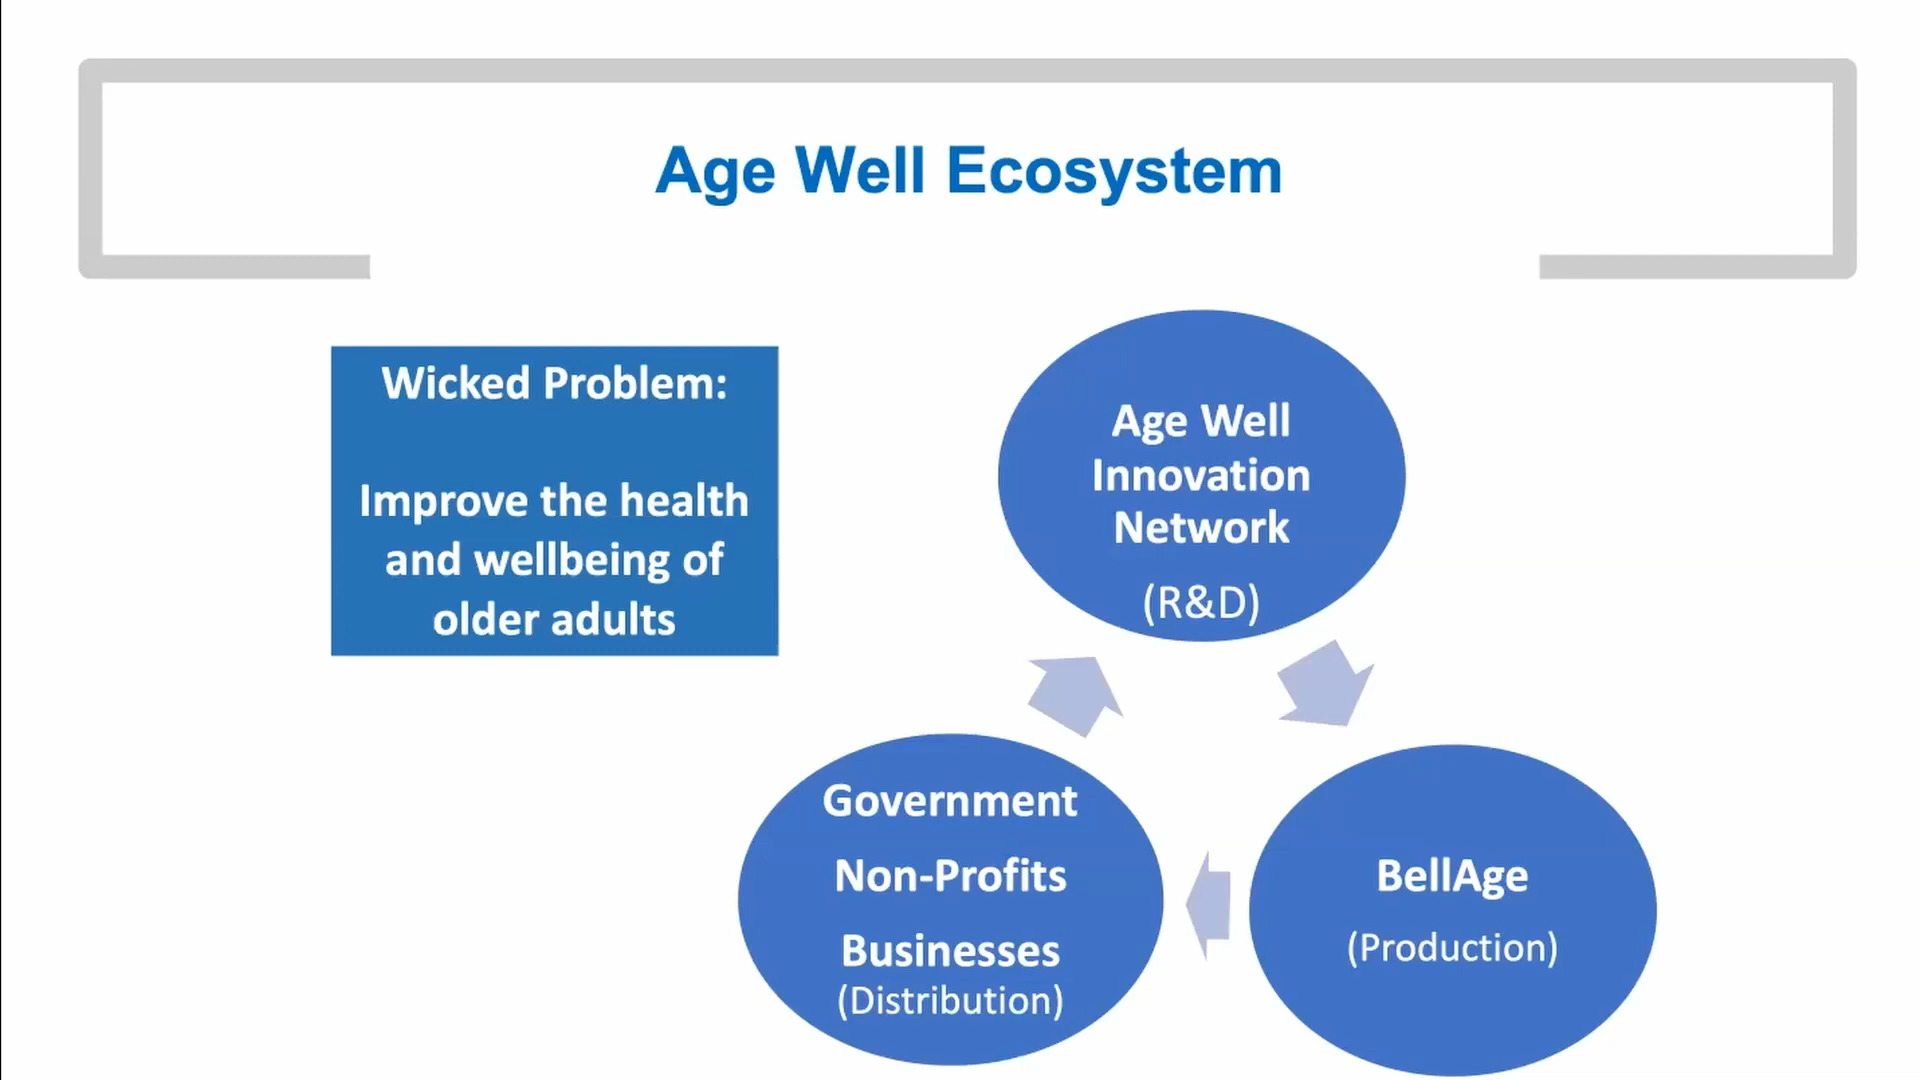 Age Well Ecosystem
Wicked Problem:
Improve the health
and wellbeing of
older adults
Age Well
Innovation
Network
(R&D)
Government
Non-Profits
Businesses
(Distribution)
BellAge
(Production)